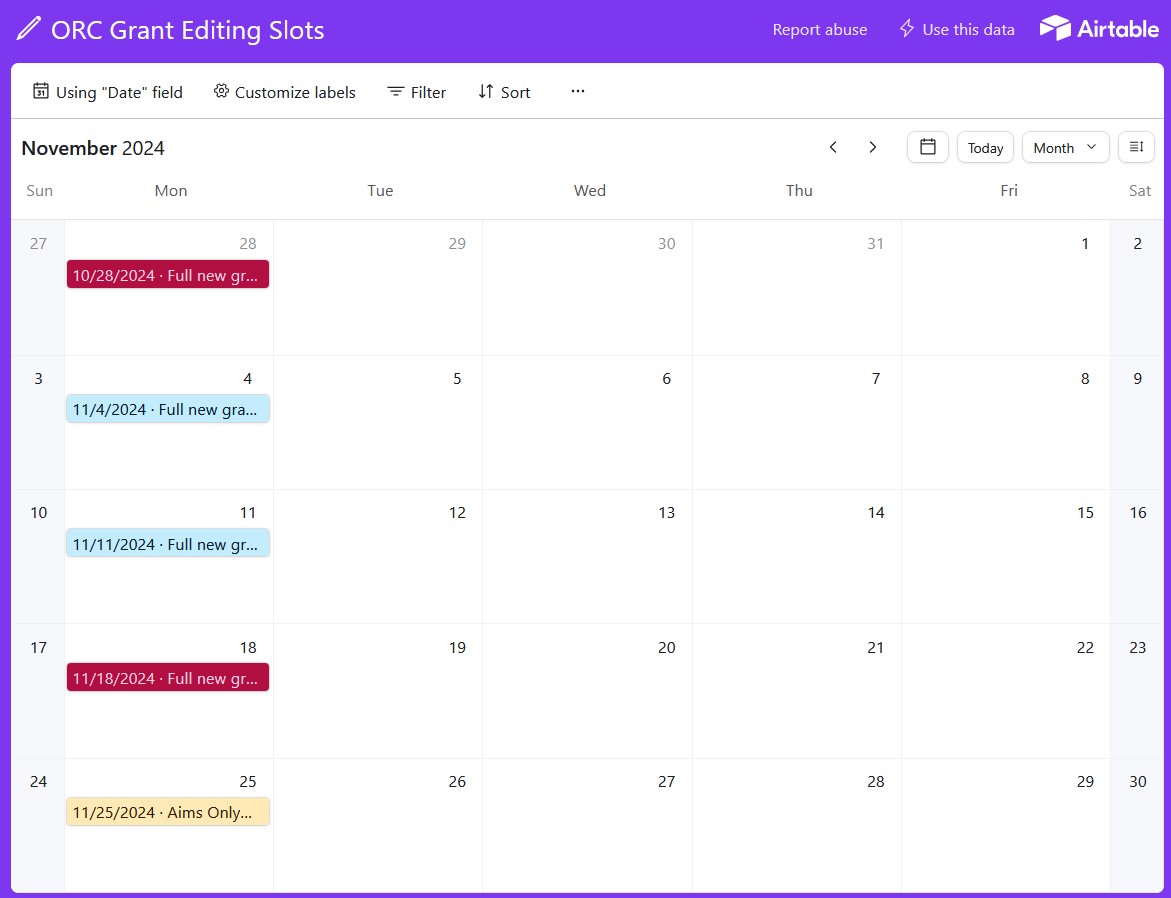 ORC Grant Editing Slots
Report abuse
Use this data
Airtable
31 Using "Date" field
Customize labels
Filter
Sort
...
November 2024
Today
Month
Sun Mon Tue Wed Thu Fri Sat
27 28 29 30 31 1 2
10/28/2024 · Full new gr...
3 4 5 6 7 8 9
11/4/2024 · Full new gra...
10 11 12 13 14 15 16
11/11/2024 · Full new gr...
17 18 19 20 21 22 23
11/18/2024 · Full new gr...
24 25 26 27 28 29 30
11/25/2024 · Aims Only...